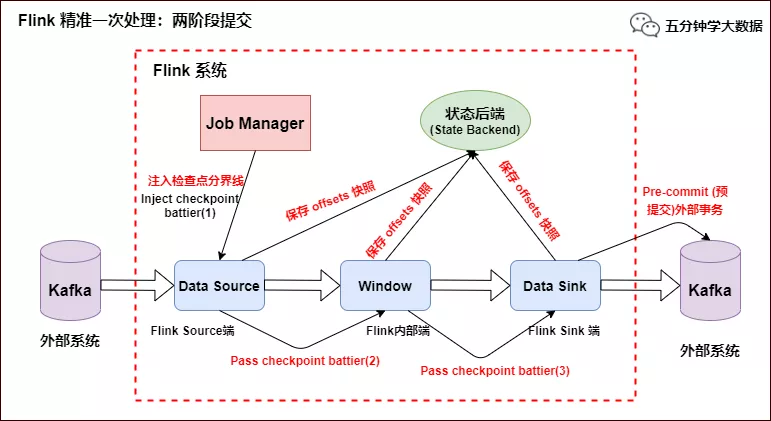 Flink 精准一次处理：两阶段提交
五分钟学大数据
Flink 系统
Job Manager
状态后端
(State Backend)
注入检查点分界线
Inject checkpoint
battier(1)
保存 offsets 快照
保存 offsets 快照
保存 offsets 快照
Pre-commit (预
提交)外部事务
Kafka
Data Source
Window
Data Sink
Kafka
外部系统
Flink Source端
Flink内部端
Flink Sink 端
外部系统
Pass checkpoint battier(2)
Pass checkpoint battier(3)